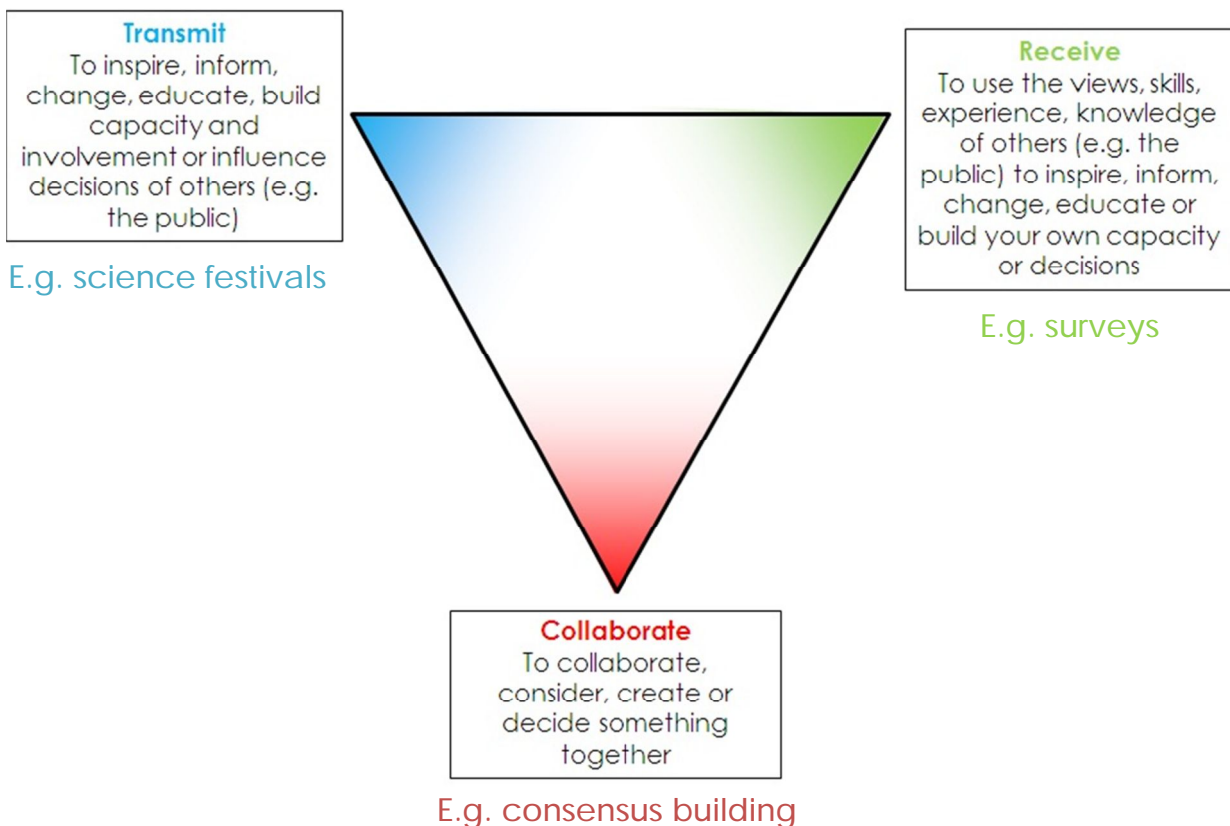 Transmit
To inspire, inform,
change, educate, build
capacity and
involvement or influence
decisions of others (e.g.
the public)
E.g. science festivals
Receive
To use the views, skills,
experience, knowledge
of others (e.g. the
public) to inspire, inform,
change, educate or
build your own capacity
or decisions
E.g. surveys
Collaborate
To collaborate,
consider, create or
decide something
together
E.g. consensus building